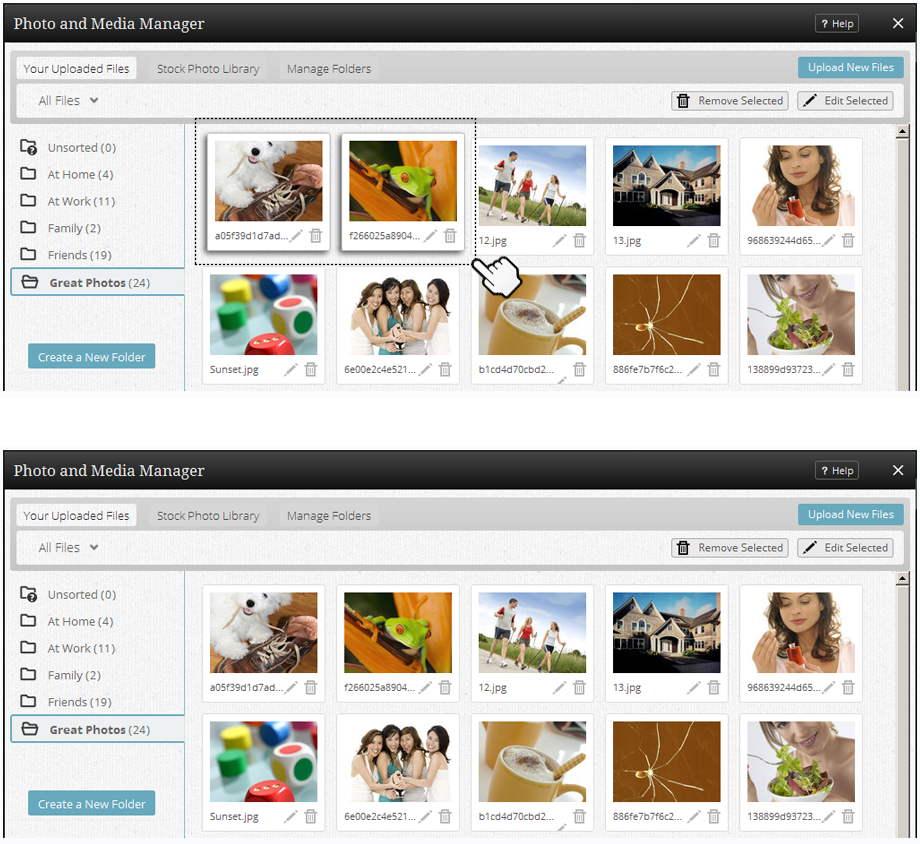 Photo and Media Manager
? Help
Your Uploaded Files Stock Photo Library Manage Folders Upload New Files
All Files Remove Selected Edit Selected
Unsorted (0)
At Home (4)
At Work (11)
Family (2)
Friends (19)
Great Photos (24)
Create a New Folder
a05f39d1d7ad... f266025a8904... 12.jpg 13.jpg 968639244d65...
Sunset.jpg 6e00e2c4e521... b1cd4d70cbd2... 886fe7b7f6c2... 138899d93723...
Photo and Media Manager
? Help
Your Uploaded Files Stock Photo Library Manage Folders Upload New Files
All Files Remove Selected Edit Selected
Unsorted (0)
At Home (4)
At Work (11)
Family (2)
Friends (19)
Great Photos (24)
Create a New Folder
a05f39d1d7ad... f266025a8904... 12.jpg 13.jpg 968639244d65...
Sunset.jpg 6e00e2c4e521... b1cd4d70cbd2... 886fe7b7f6c2... 138899d93723...